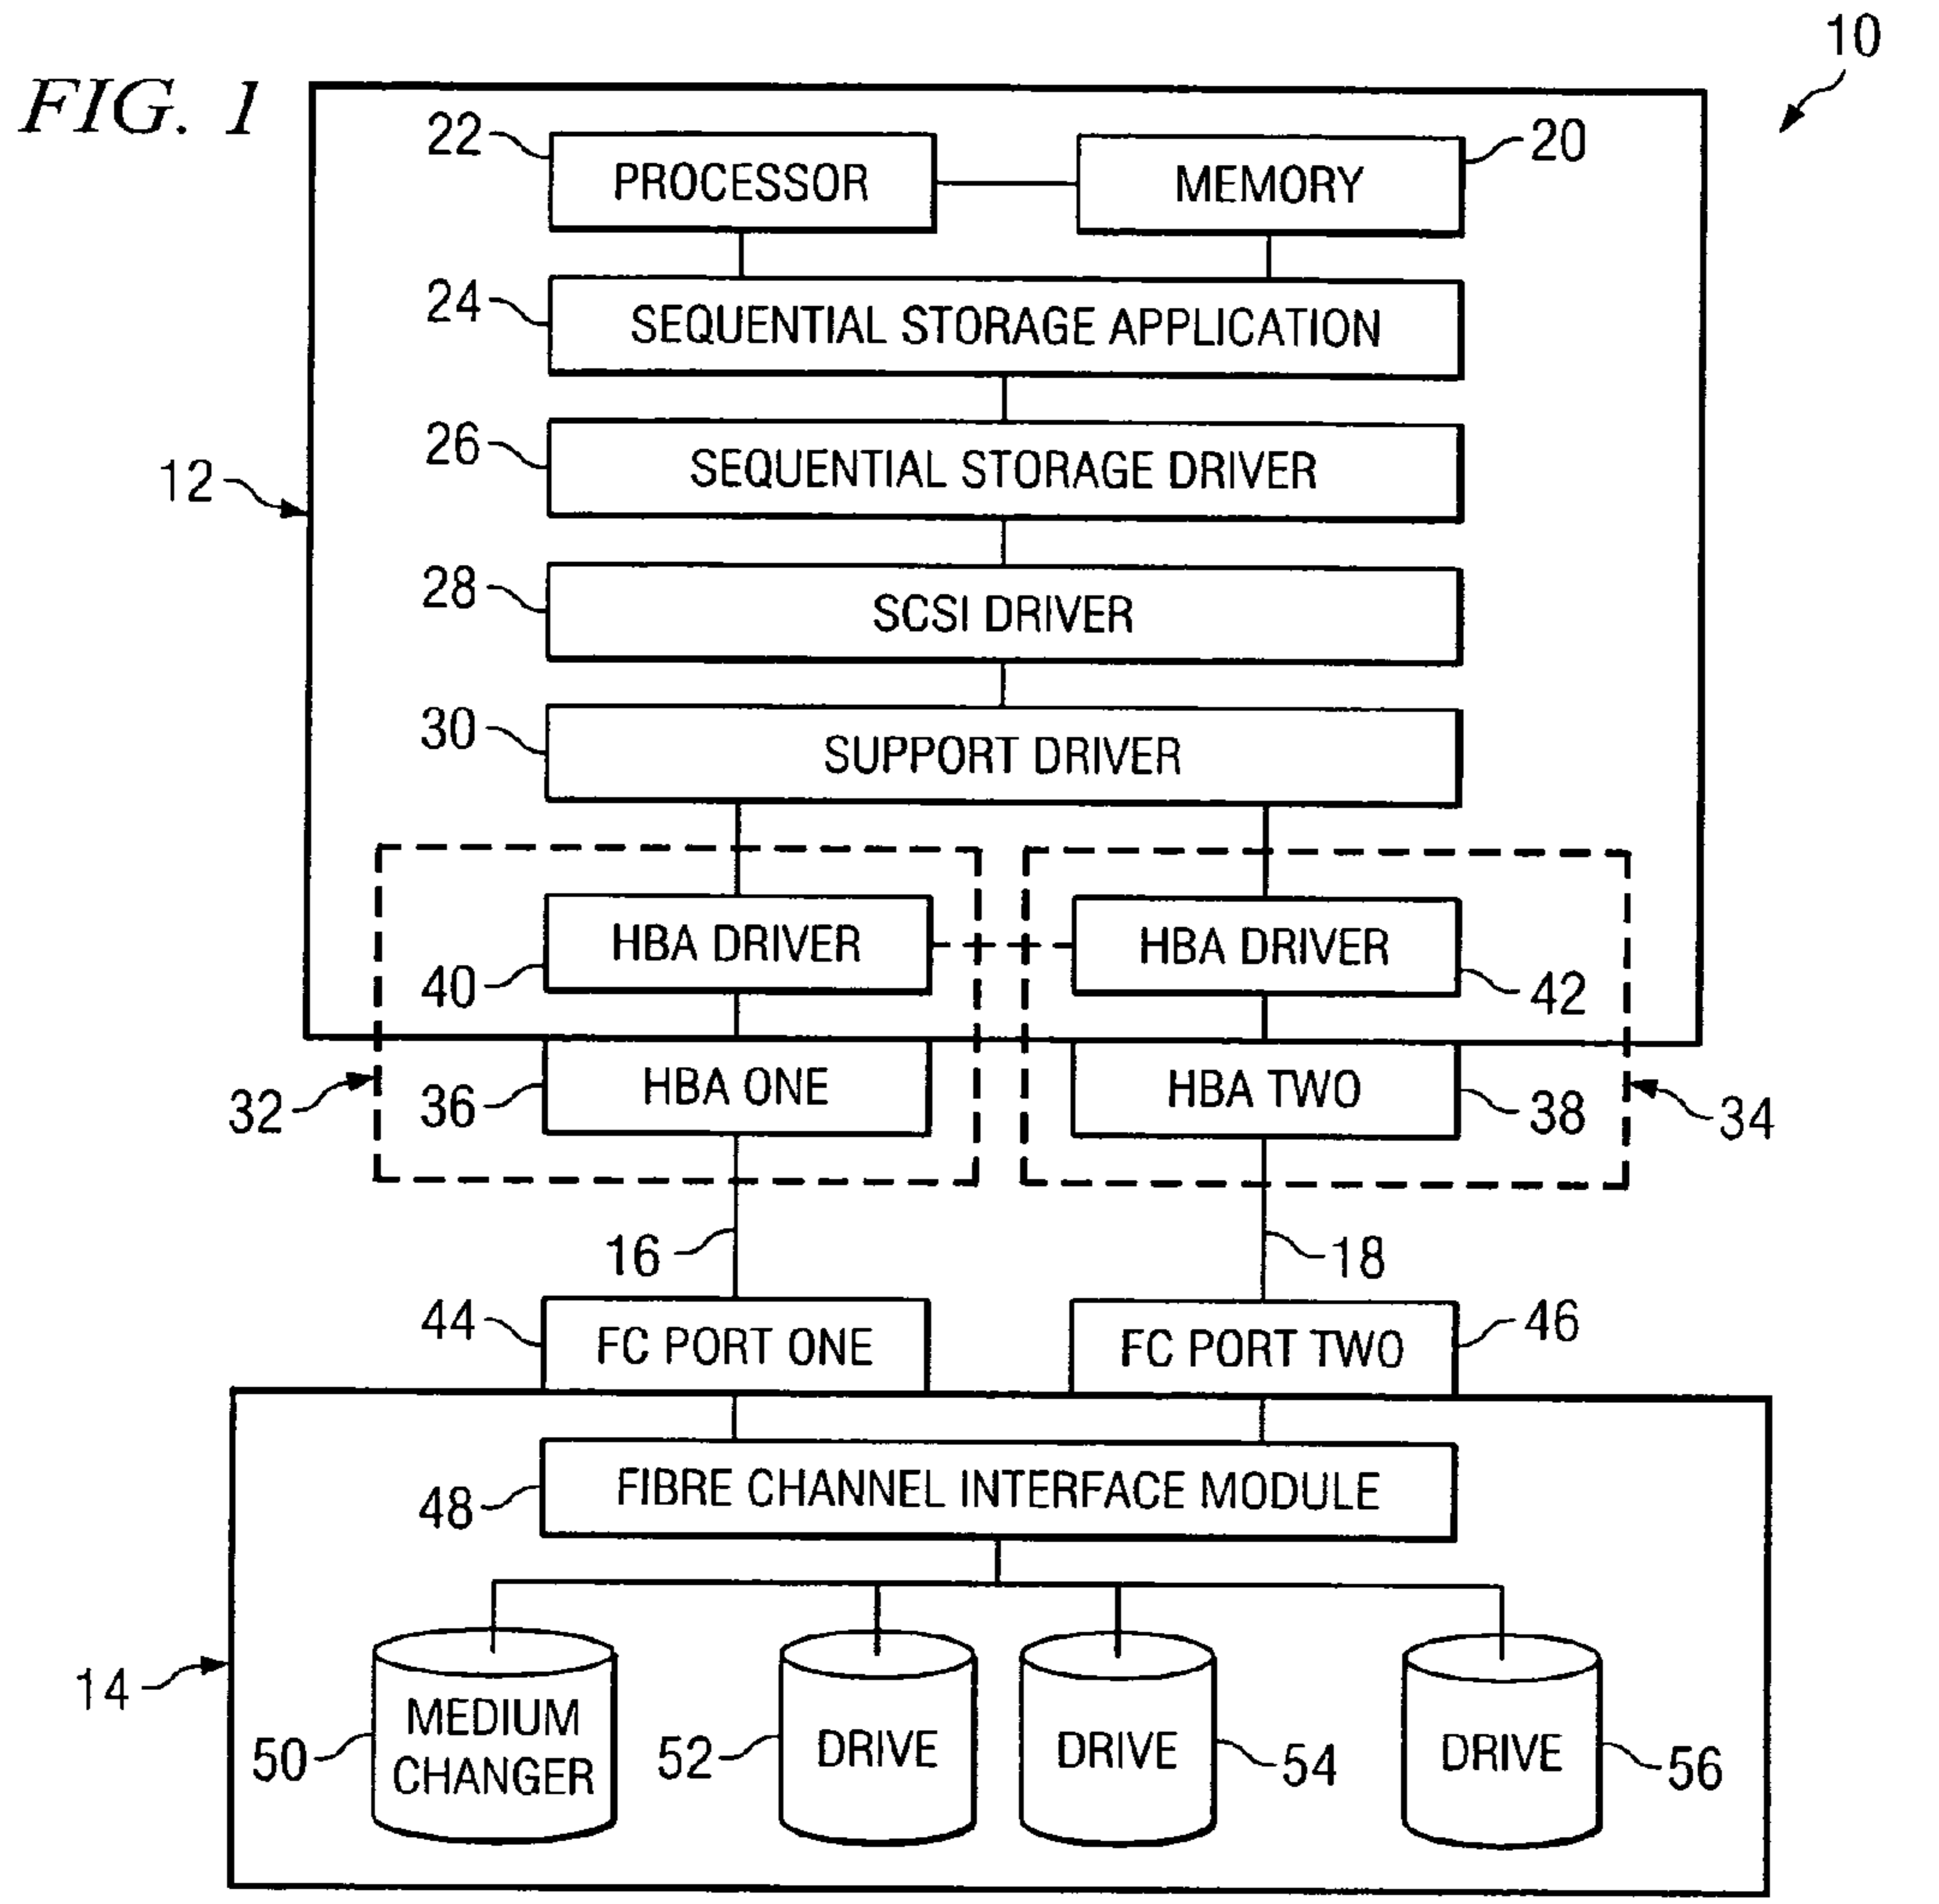 FIG. 1
10
22
PROCESSOR
MEMORY
20
24
SEQUENTIAL STORAGE APPLICATION
26
SEQUENTIAL STORAGE DRIVER
12
28
SCSI DRIVER
30
SUPPORT DRIVER
HBA DRIVER
HBA DRIVER
40
42
32
36
HBA ONE
HBA TWO
38
34
16
18
44
FC PORT ONE
FC PORT TWO
46
48
FIBRE CHANNEL INTERFACE MODULE
14
50
MEDIUM
CHANGER
52
DRIVE
DRIVE
54
DRIVE
56